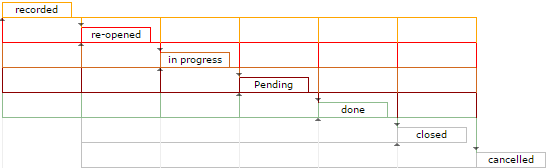 recorded
re-opened
in progress
Pending
done
closed
cancelled